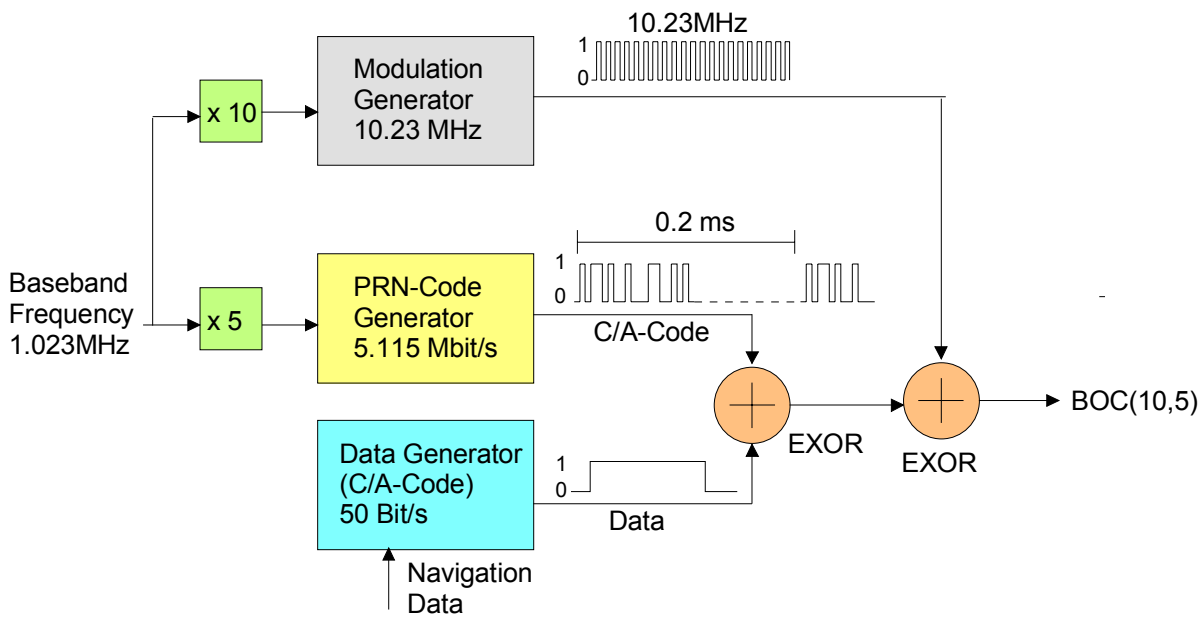 10.23MHz
1
0
Modulation
Generator
10.23 MHz
x 10
0.2 ms
1
0
C/A-Code
PRN-Code
Generator
5.115 Mbit/s
x 5
Baseband
Frequency
1.023MHz
BOC(10,5)
EXOR
EXOR
Data Generator
(C/A-Code)
50 Bit/s
1
0
Data
Navigation
Data